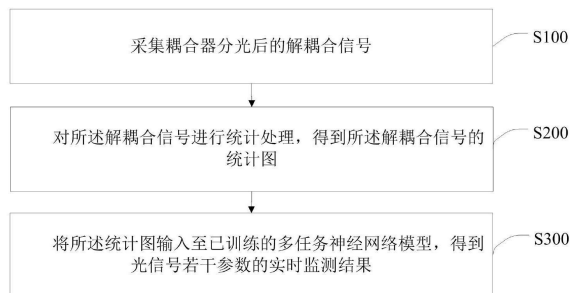 采集耦合器分光后的解耦合信号
S100
对所述解耦合信号进行统计处理，得到所述解耦合信号的
统计图
S200
将所述统计图输入至已训练的多任务神经网络模型，得到
光信号若干参数的实时监测结果
S300